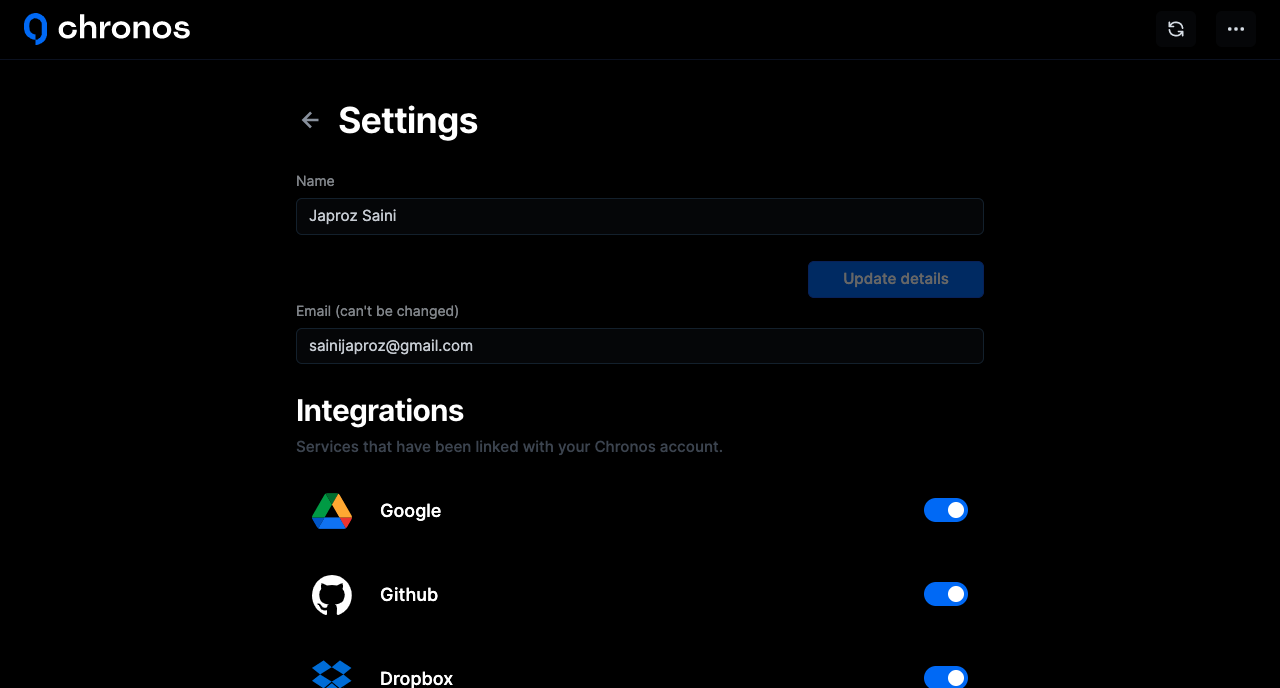 chronos
Settings
Name
Japroz Saini
Update details
Email (can't be changed)
sainijaproz@gmail.com
Integrations
Services that have been linked with your Chronos account.
Google
Github
Dropbox